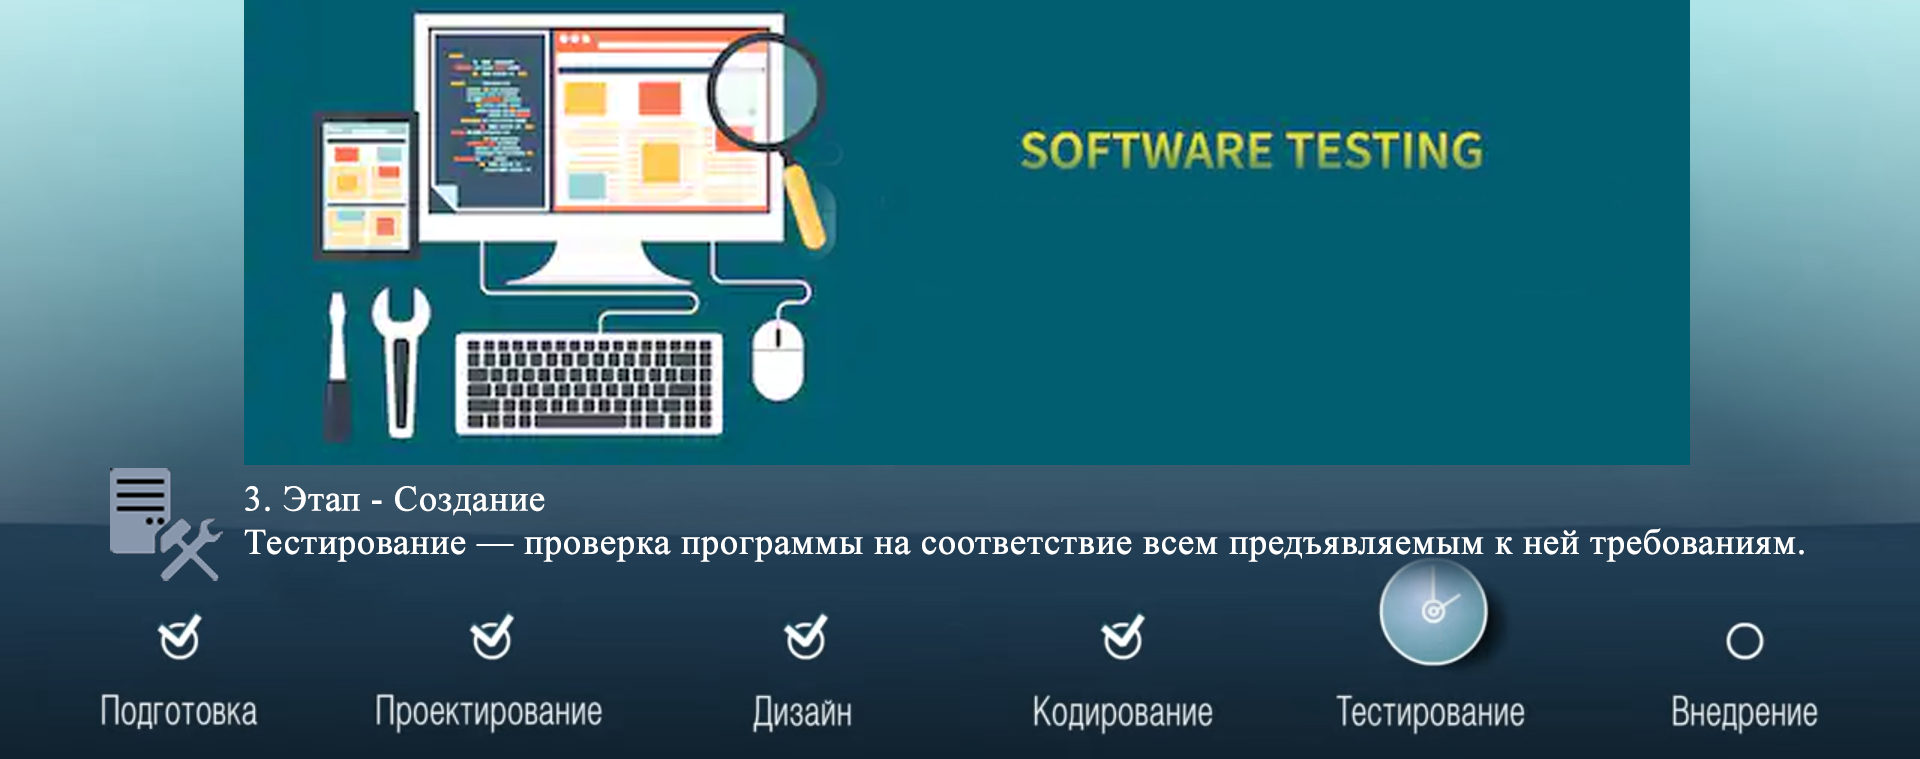 SOFTWARE TESTING
3. Этап - Создание
Тестирование — проверка программы на соответствие всем предъявляемым к ней требованиям.
Подготовка
Проектирование
Дизайн
Кодирование
Тестирование
Внедрение